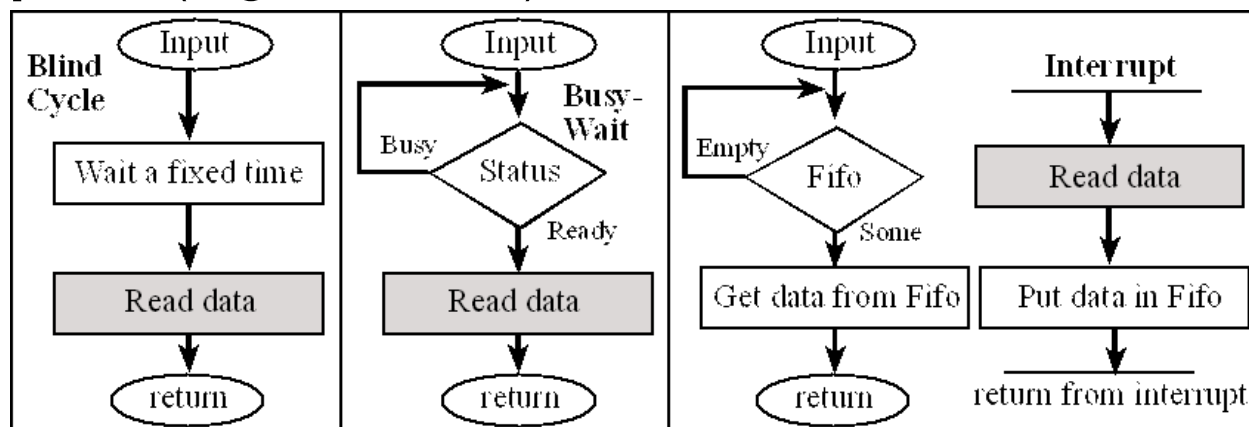 Input
Blind
Cycle
Wait a fixed time
Read data
return
Input
Busy-
Wait
Busy
Status
Ready
Read data
return
Input
Empty
Fifo
Some
Get data from Fifo
return
Interrupt
Read data
Put data in Fifo
return from interrupt